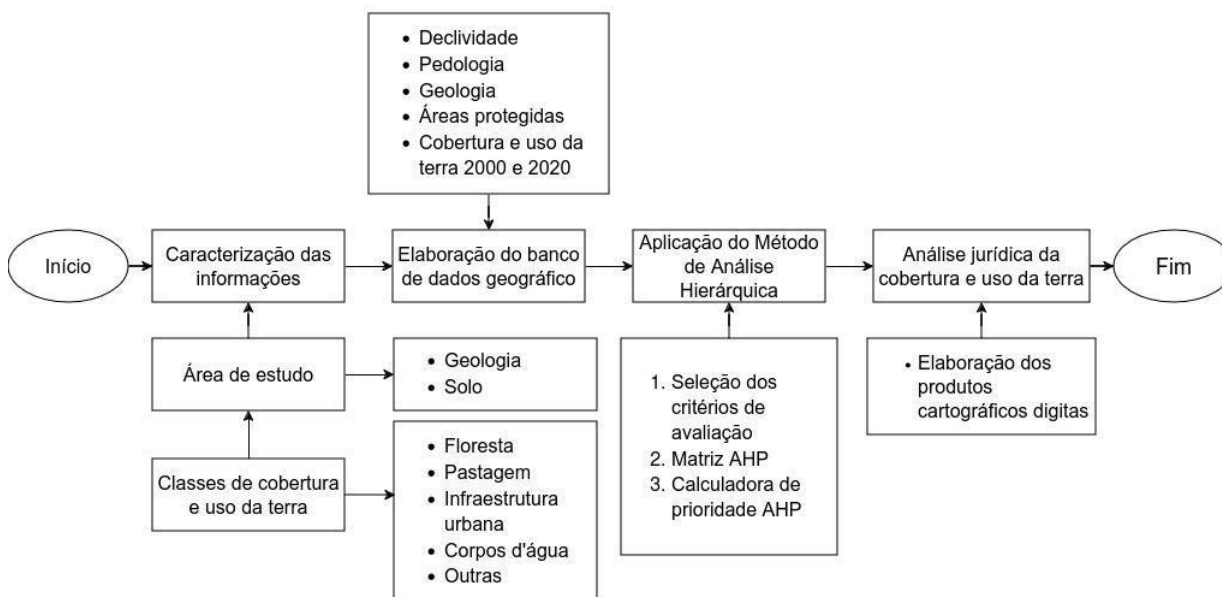 Declividade
Pedologia
Geologia
Áreas protegidas
Cobertura e uso da
terra 2000 e 2020
Início
Caracterização das
informações
Elaboração do banco
de dados geográfico
Aplicação do Método
de Análise
Hierárquica
Análise jurídica da
cobertura e uso da terra
Fim
Área de estudo
Geologia
Solo
Classes de cobertura
e uso da terra
Floresta
Pastagem
Infraestrutura
urbana
Corpos d'água
Outras
1. Seleção dos
critérios de
avaliação
2. Matriz AHP
3. Calculadora de
prioridade AHP
Elaboração dos
produtos
cartográficos digitas